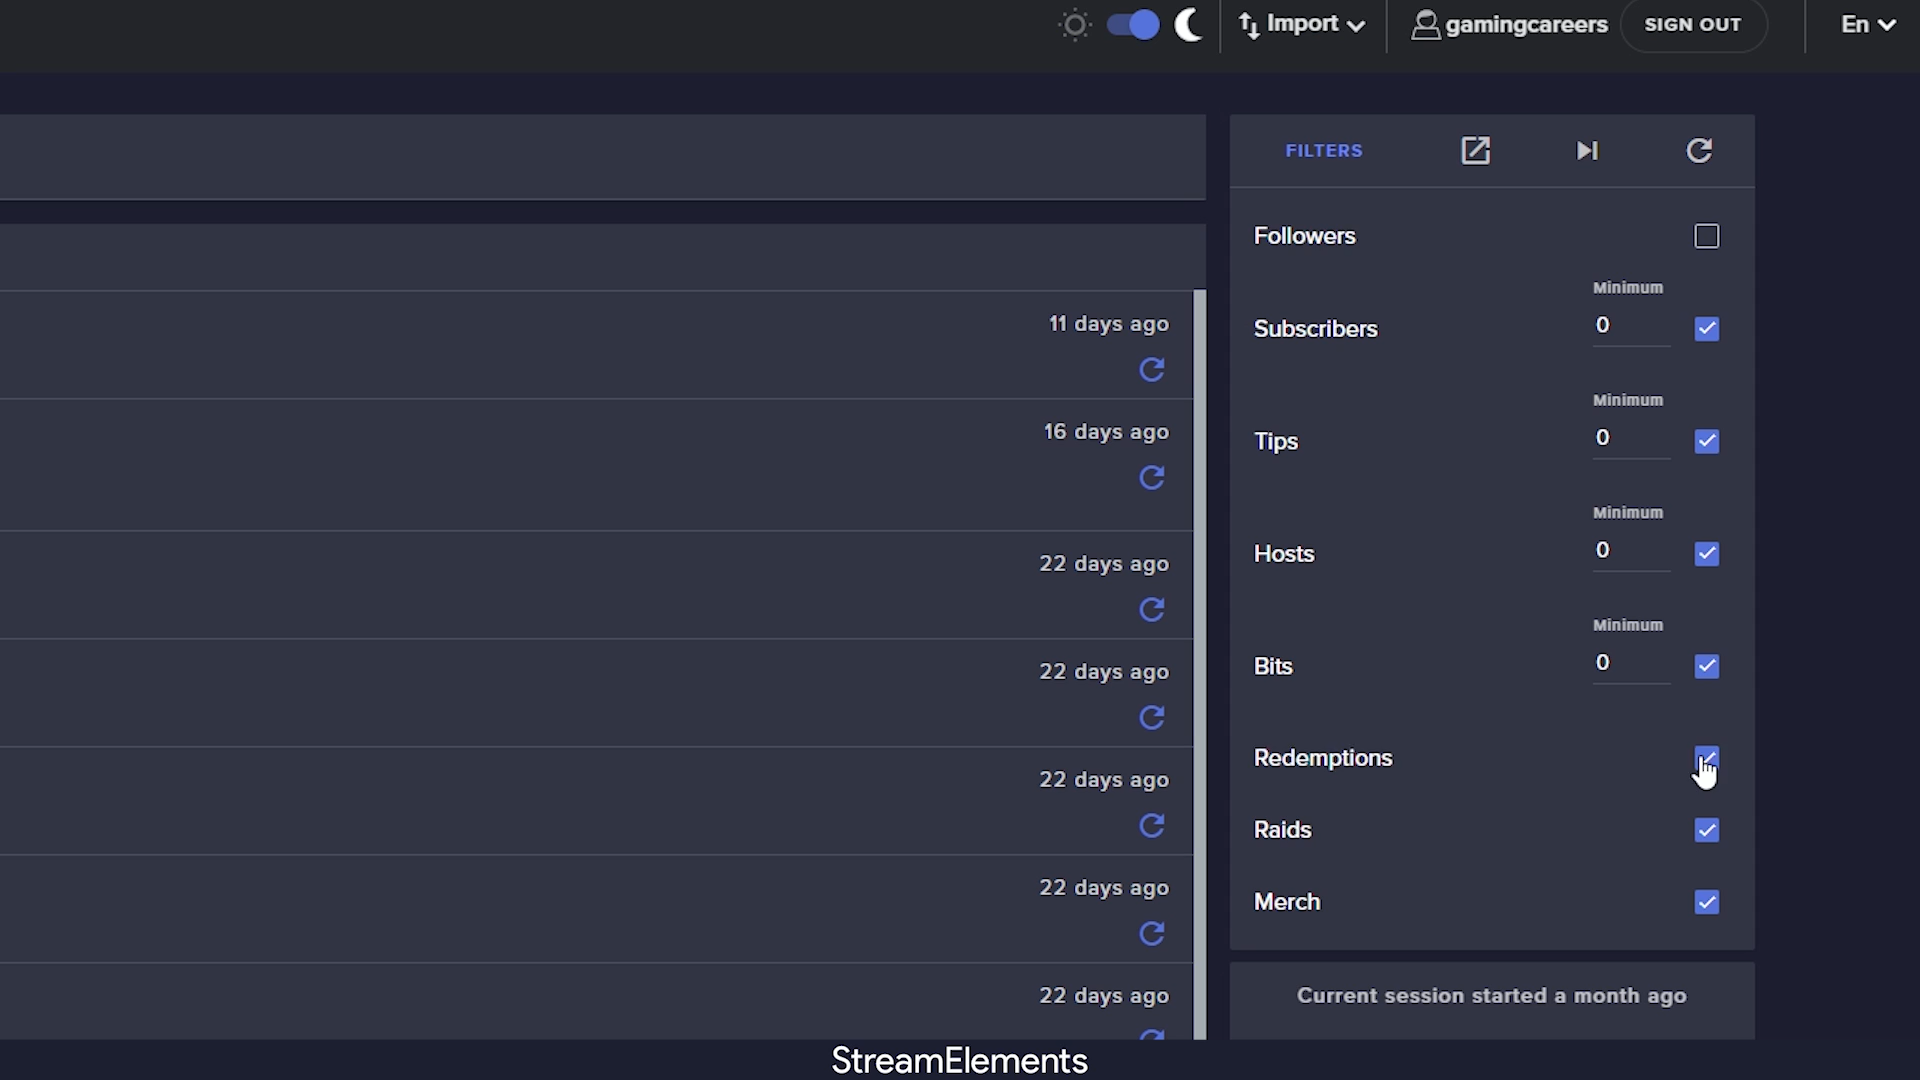 Import
gamingcareers
SIGN OUT
En
FILTERS
Followers
Minimum
Subscribers
0
Minimum
Tips
0
Minimum
Hosts
0
Minimum
Bits
0
Redemptions
Raids
Merch
Current session started a month ago
11 days ago
16 days ago
22 days ago
22 days ago
22 days ago
22 days ago
22 days ago
StreamElements